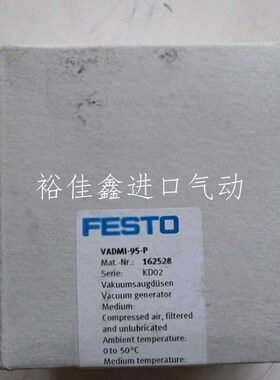 裕佳鑫进口气动
FESTO
VADMI-95-P
Mat.-Nr.: 162528
Serie: KD02
Vakuumsaugdüsen
Vacuum generator
Medium:
Compressed air, filtered
and unlubricated
Ambient temperature:
0 to 50°C
Medium temperature: